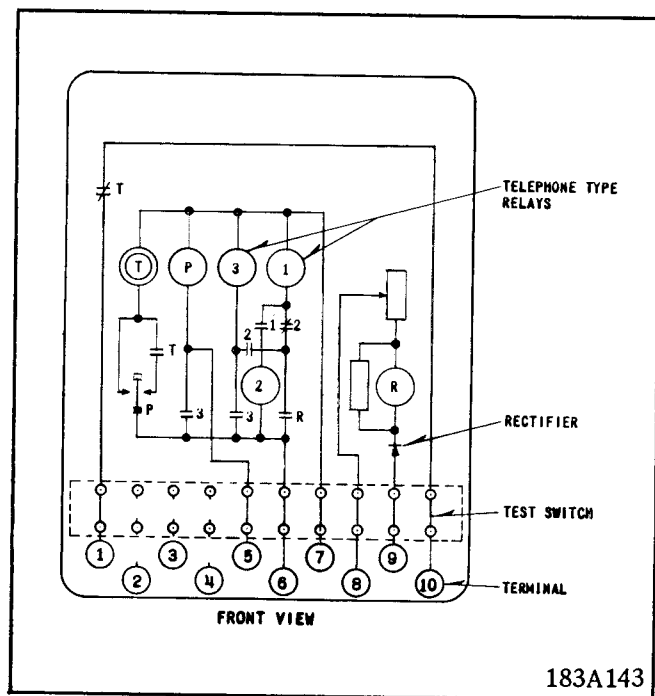 T
TELEPHONE TYPE
RELAYS
T P 3 1
1 2
2
T
2
R
P
3 3 R
RECTIFIER
TEST SWITCH
1 3 5 7 9
2 4 6 8 10
TERMINAL
FRONT VIEW
183A143